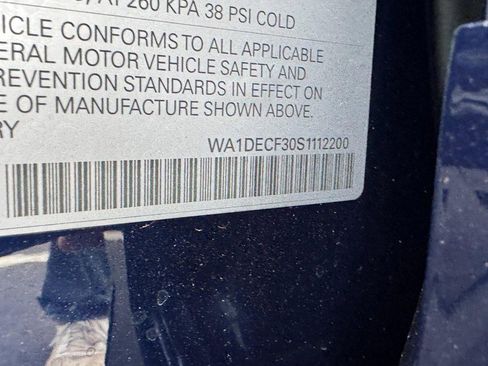 AT 260 KPA 38 PSI COLD
ICLE CONFORMS TO ALL APPLICABLE
ERAL MOTOR VEHICLE SAFETY AND
REVENTION STANDARDS IN EFFECT ON
E OF MANUFACTURE SHOWN ABOVE.
RY
WA1DECF30S1112200